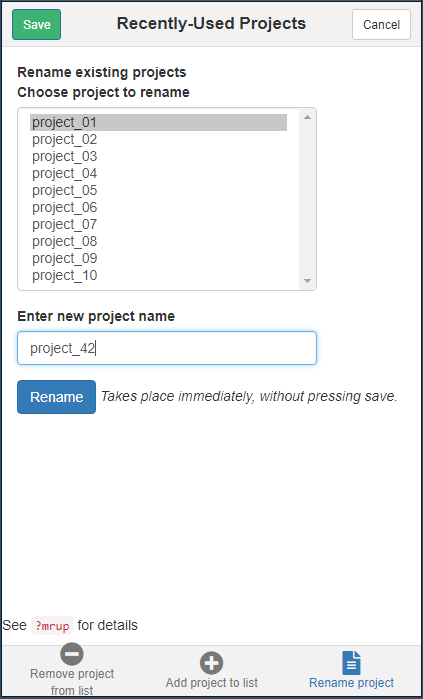 Save Recently-Used Projects Cancel
Rename existing projects
Choose project to rename
project_01
project_02
project_03
project_04
project_05
project_06
project_07
project_08
project_09
project_10
Enter new project name
project_42
Rename Takes place immediately, without pressing save.
See ?mrup for details
Remove project
from list
Add project to list
Rename project